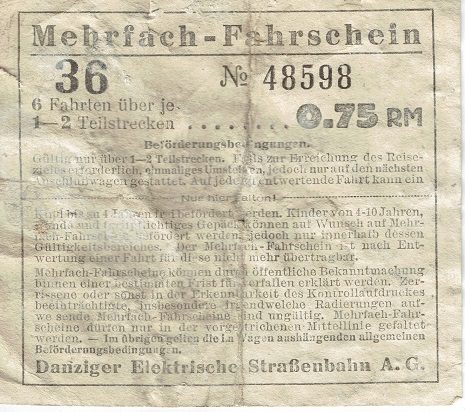 Mehrfach-Fahrschein
36 № 48598
6 Fahrten über je
1—2 Teilstrecken ........ 0.75 RM
Beförderungsbedingungen.
Gültig nur über 1—2 Teilstrecken. Falls zur Erreichung des Reise-
zieles erforderlich, einmaliges Umsteigen, jedoch nur auf den nächsten
Anschlußwagen gestattet. Auf jede zu entwertende Fahrt kann ein
Nur hier falten!
Kind bis zu 4 Jahren frei befördert werden. Kinder von 4-10 Jahren,
Hunde und Gepäck können auf Wunsch auf Mehr-
befördert werden, jedoch nur innerhalb dessen
Gültigkeitsbereiches. Der Mehrfach-Fahrschein ist nach Ent-
wertung einer Fahrt für diese nicht mehr übertragbar.
Mehrfach-Fahrscheine können durch öffentliche Bekanntmachung
binnen einer bestimmten Frist für verfallen erklärt werden. Zer-
rissene oder sonst in der Erkennbarkeit des Kontrollaufdruckes
beeinträchtigte, insbesondere irgendwelche Radierungen auf-
weisende Mehrfach-Fahrscheine sind ungültig. Mehrfach-Fahr-
scheine dürfen nur in der vorgestrichenen Mittellinie gefaltet
werden. — Im übrigen gelten die im Wagen aushängenden allgemeinen
Beförderungsbedingungen.
Danziger Elektrische Straßenbahn A. G.